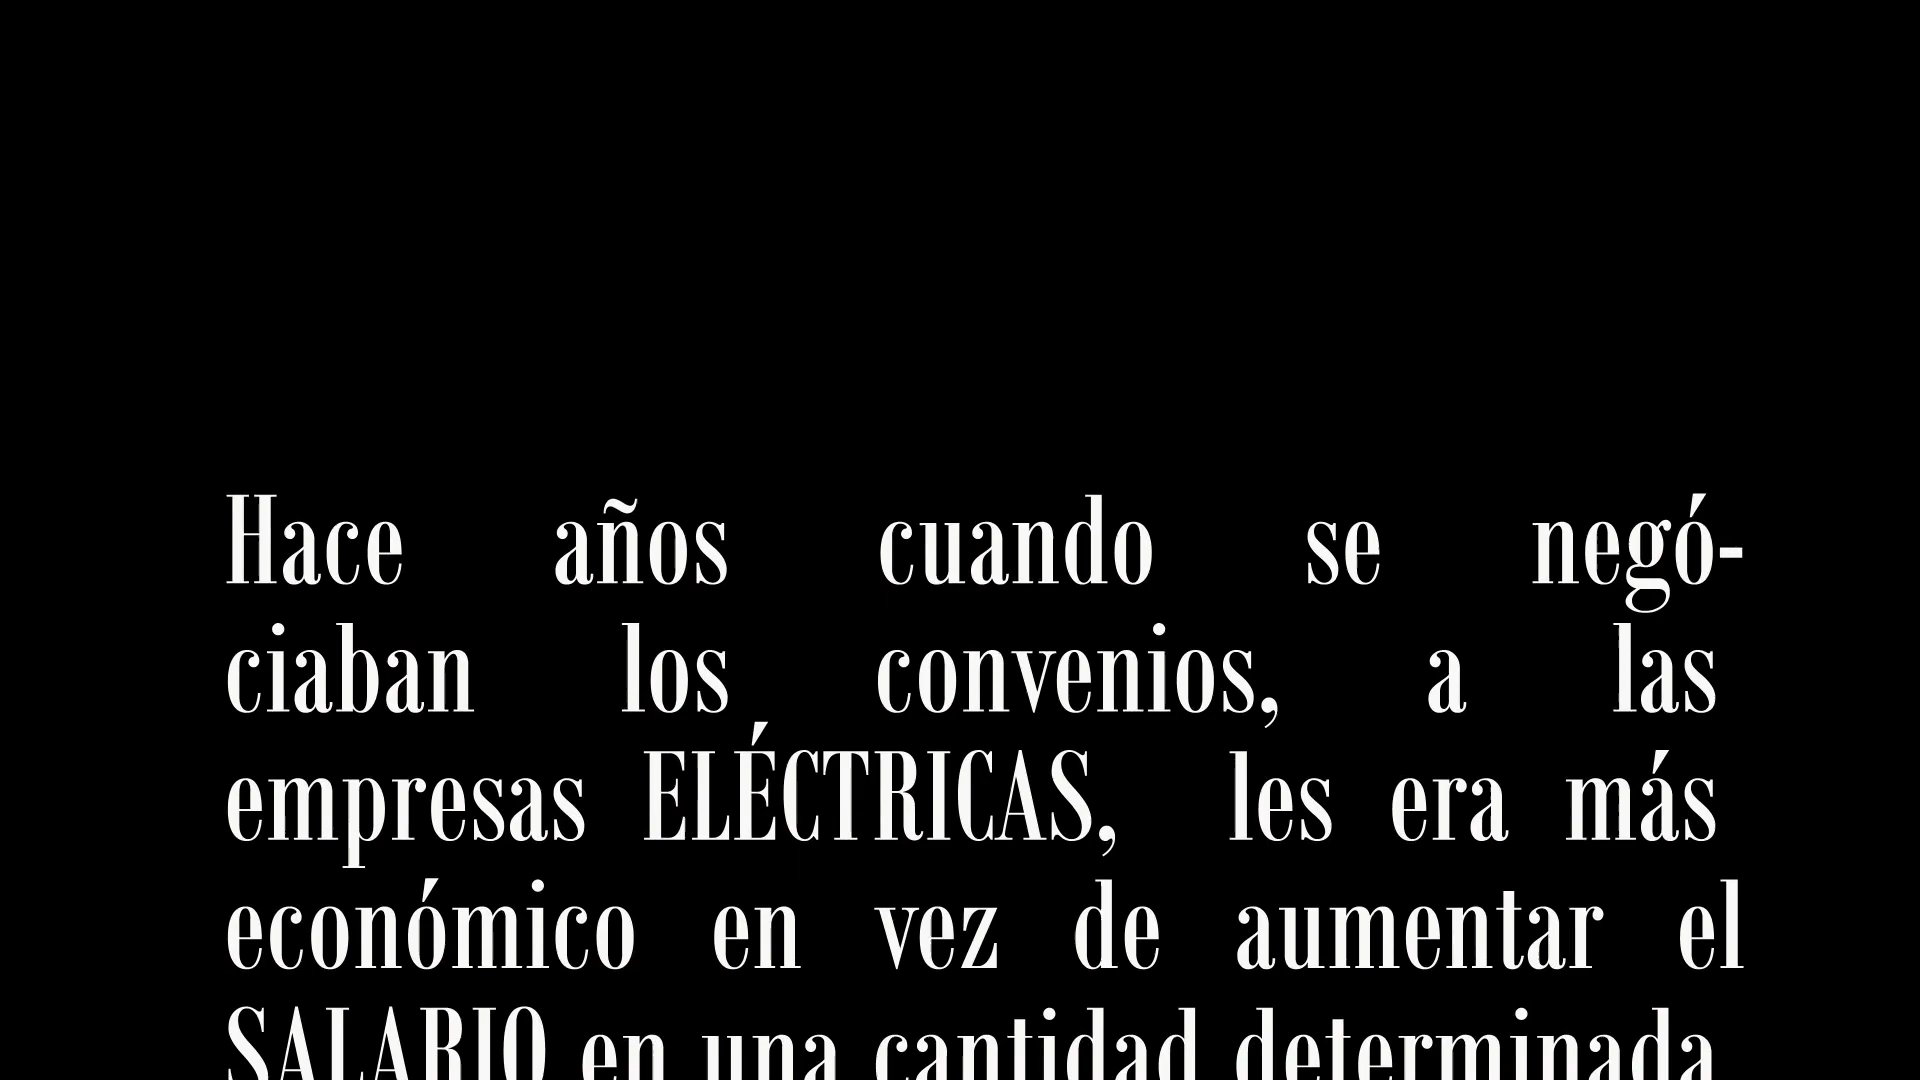 Hace años cuando se negó-
ciaban los convenios, a las
empresas ELÉCTRICAS, les era más
económico en vez de aumentar el
SALARIO en una cantidad determinada